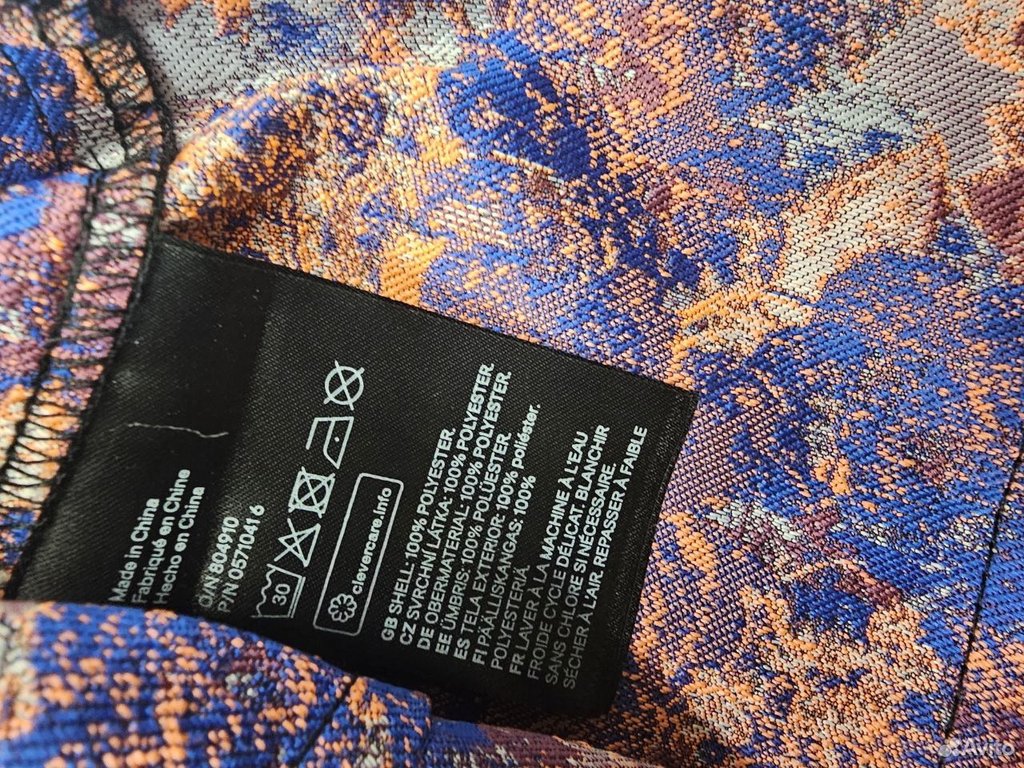 Made in China
Fabriqué en Chine
Hecho en China
O/N 804910
P/N 05710416
30
clevercare.info
GB SHELL: 100% POLYESTER.
CZ SVRCHNÍ LÁTKA: 100% POLYESTER.
DE OBERMATERIAL: 100% POLYESTER.
EE ÜMBRIS: 100% POLÜESTER.
ES TELA EXTERIOR: 100% poliéster.
FI PÄÄLLISKANGAS: 100%
POLYESTERIÄ.
FR LAVER À LA MACHINE À L'EAU
FROIDE CYCLE DÉLICAT. BLANCHIR
SANS CHLORE SI NÉCESSAIRE.
SÉCHER À L'AIR. REPASSER À FAIBLE
Avito